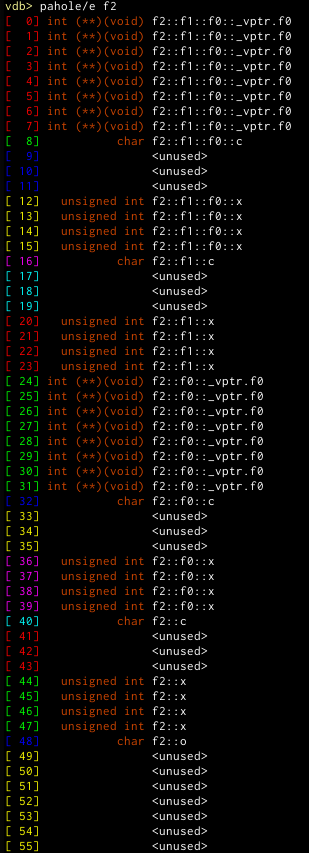 vdb> pahole/e f2
[  0] int (**)(void) f2::f1::f0::_vptr.f0
[  1] int (**)(void) f2::f1::f0::_vptr.f0
[  2] int (**)(void) f2::f1::f0::_vptr.f0
[  3] int (**)(void) f2::f1::f0::_vptr.f0
[  4] int (**)(void) f2::f1::f0::_vptr.f0
[  5] int (**)(void) f2::f1::f0::_vptr.f0
[  6] int (**)(void) f2::f1::f0::_vptr.f0
[  7] int (**)(void) f2::f1::f0::_vptr.f0
[  8]           char f2::f1::f0::c
[  9]                <unused>
[ 10]                <unused>
[ 11]                <unused>
[ 12]   unsigned int f2::f1::f0::x
[ 13]   unsigned int f2::f1::f0::x
[ 14]   unsigned int f2::f1::f0::x
[ 15]   unsigned int f2::f1::f0::x
[ 16]           char f2::f1::c
[ 17]                <unused>
[ 18]                <unused>
[ 19]                <unused>
[ 20]   unsigned int f2::f1::x
[ 21]   unsigned int f2::f1::x
[ 22]   unsigned int f2::f1::x
[ 23]   unsigned int f2::f1::x
[ 24] int (**)(void) f2::f0::_vptr.f0
[ 25] int (**)(void) f2::f0::_vptr.f0
[ 26] int (**)(void) f2::f0::_vptr.f0
[ 27] int (**)(void) f2::f0::_vptr.f0
[ 28] int (**)(void) f2::f0::_vptr.f0
[ 29] int (**)(void) f2::f0::_vptr.f0
[ 30] int (**)(void) f2::f0::_vptr.f0
[ 31] int (**)(void) f2::f0::_vptr.f0
[ 32]           char f2::f0::c
[ 33]                <unused>
[ 34]                <unused>
[ 35]                <unused>
[ 36]   unsigned int f2::f0::x
[ 37]   unsigned int f2::f0::x
[ 38]   unsigned int f2::f0::x
[ 39]   unsigned int f2::f0::x
[ 40]           char f2::c
[ 41]                <unused>
[ 42]                <unused>
[ 43]                <unused>
[ 44]   unsigned int f2::x
[ 45]   unsigned int f2::x
[ 46]   unsigned int f2::x
[ 47]   unsigned int f2::x
[ 48]           char f2::o
[ 49]                <unused>
[ 50]                <unused>
[ 51]                <unused>
[ 52]                <unused>
[ 53]                <unused>
[ 54]                <unused>
[ 55]                <unused>